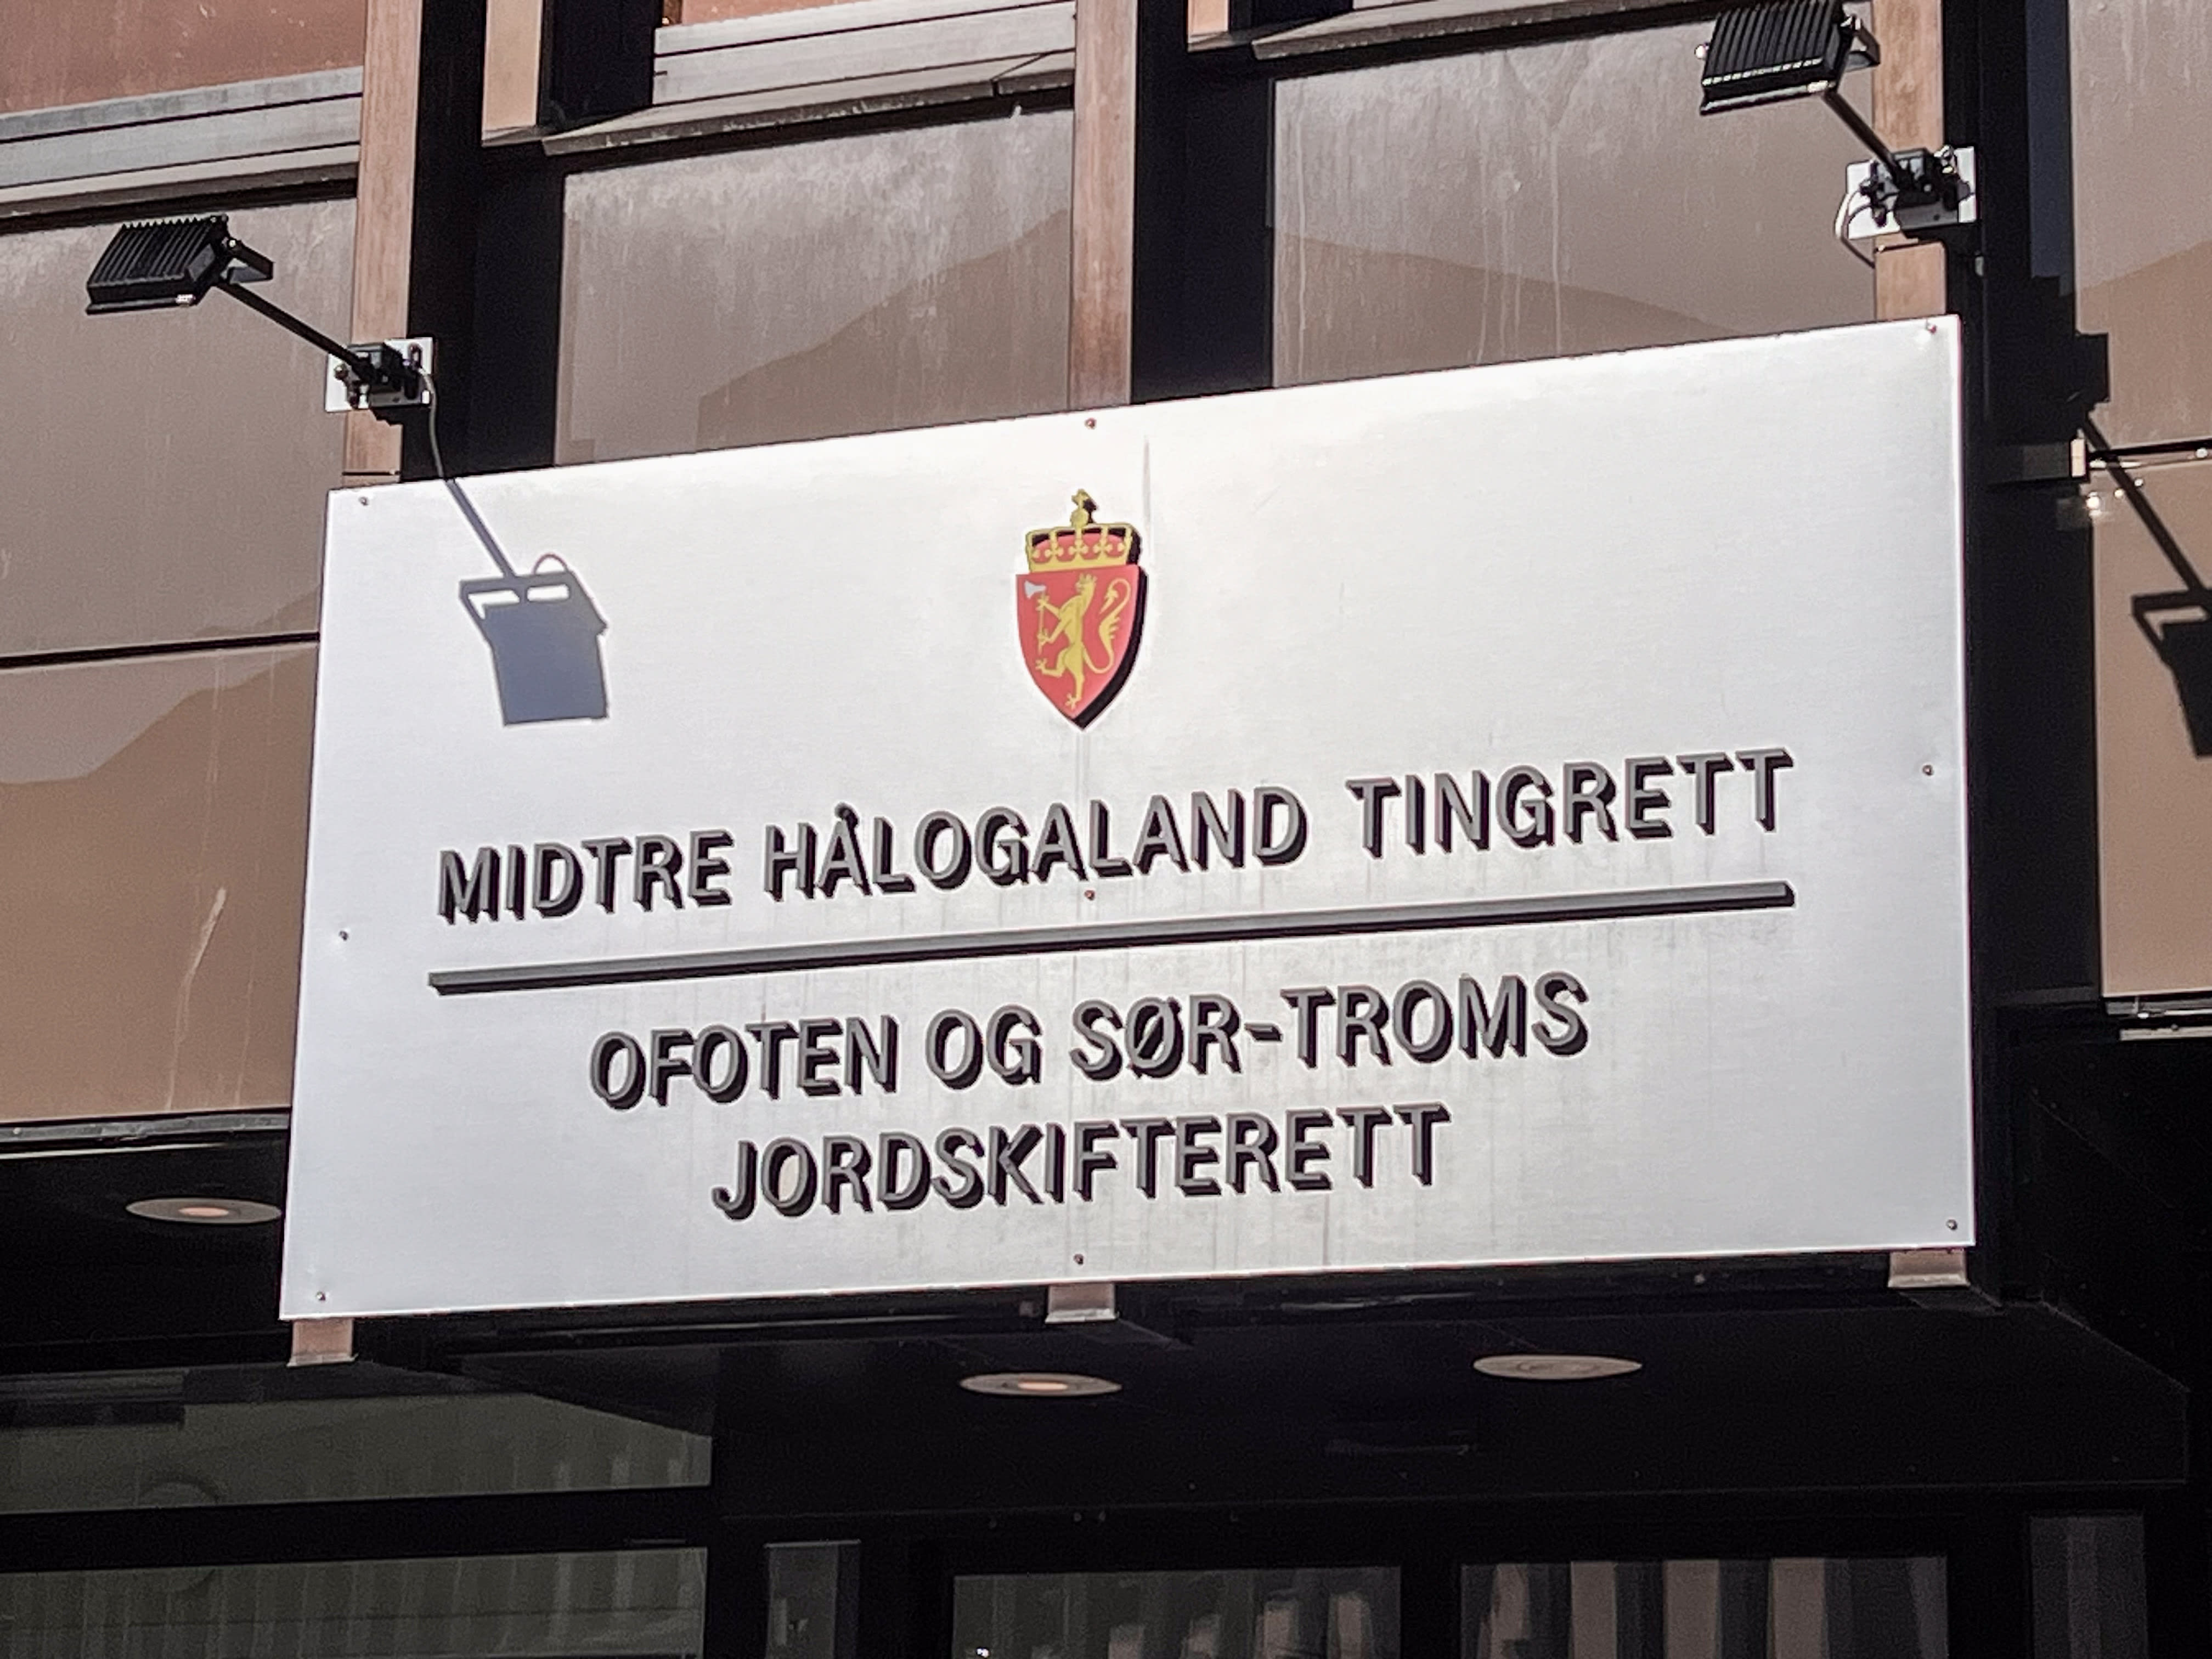 MIDTRE HÅLOGALAND TINGRETT
OFOTEN OG SØR-TROMS
JORDSKIFTERETT